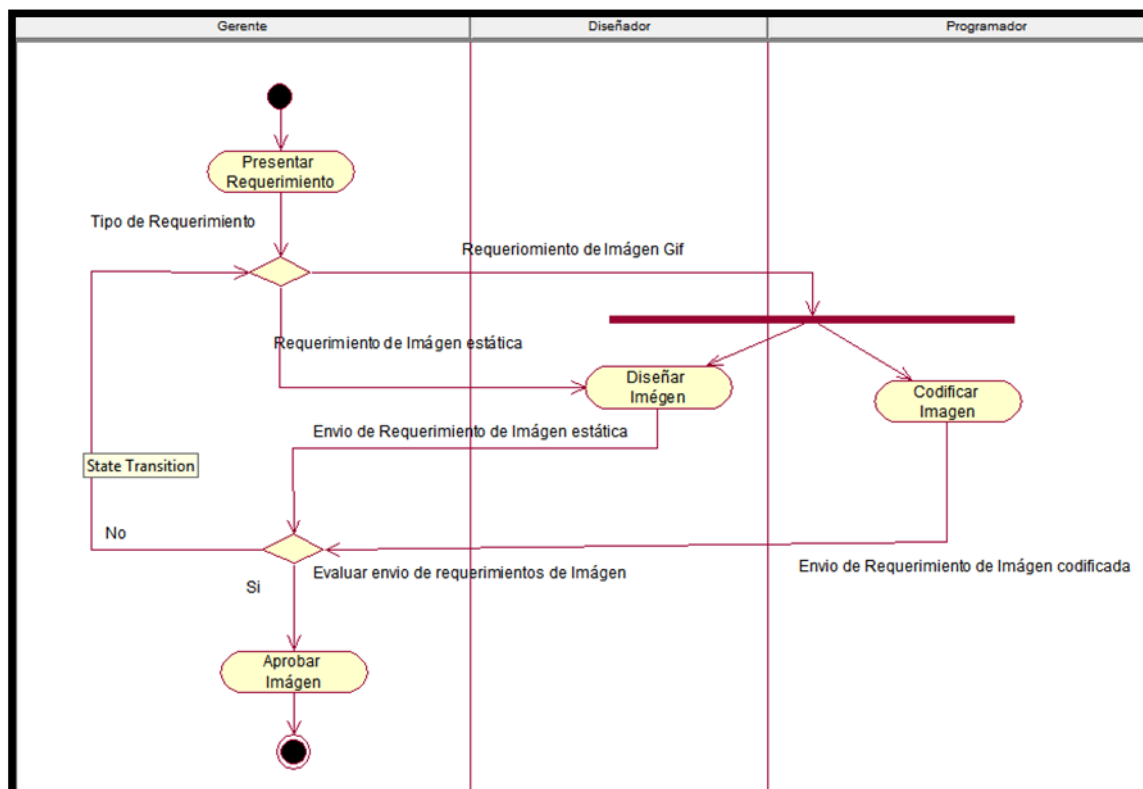 Gerente
Diseñador
Programador
Presentar
Requerimiento
Tipo de Requerimiento
Requeriomiento de Imágen Gif
Requerimiento de Imágen estática
Diseñar
Imégen
Codificar
Imagen
Envio de Requerimiento de Imágen estática
State Transition
No
Evaluar envio de requerimientos de Imágen
Envio de Requerimiento de Imágen codificada
Si
Aprobar
Imágen